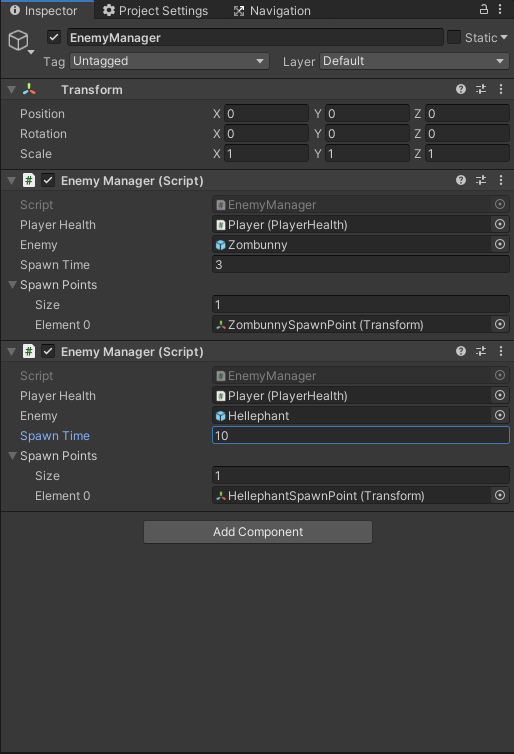 Inspector Project Settings Navigation
EnemyManager Static
Tag Untagged Layer Default
Transform
Position X 0 Y 0 Z 0
Rotation X 0 Y 0 Z 0
Scale X 1 Y 1 Z 1
Enemy Manager (Script)
Script EnemyManager
Player Health Player (PlayerHealth)
Enemy Zombunny
Spawn Time 3
Spawn Points
Size 1
Element 0 ZombunnySpawnPoint (Transform)
Enemy Manager (Script)
Script EnemyManager
Player Health Player (PlayerHealth)
Enemy Hellephant
Spawn Time 10
Spawn Points
Size 1
Element 0 HellephantSpawnPoint (Transform)
Add Component